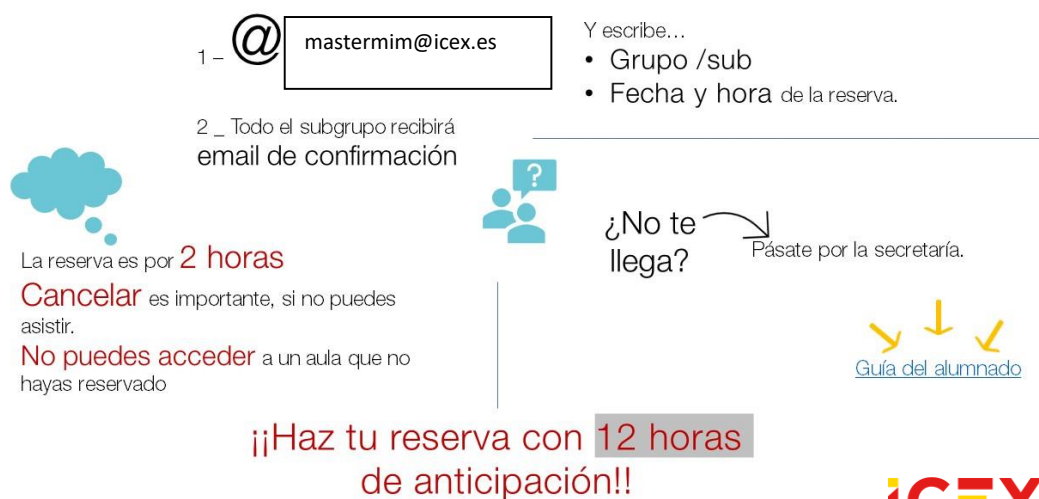 1 – @ mastermim@icex.es
Y escribe...
• Grupo /sub
• Fecha y hora de la reserva.
2 _ Todo el subgrupo recibirá
email de confirmación
?
¿No te
llega?
Pásate por la secretaría.
La reserva es por 2 horas
Cancelar es importante, si no puedes
asistir.
No puedes acceder a un aula que no
hayas reservado
Guía del alumnado
¡¡Haz tu reserva con 12 horas
de anticipación!!
ICEX